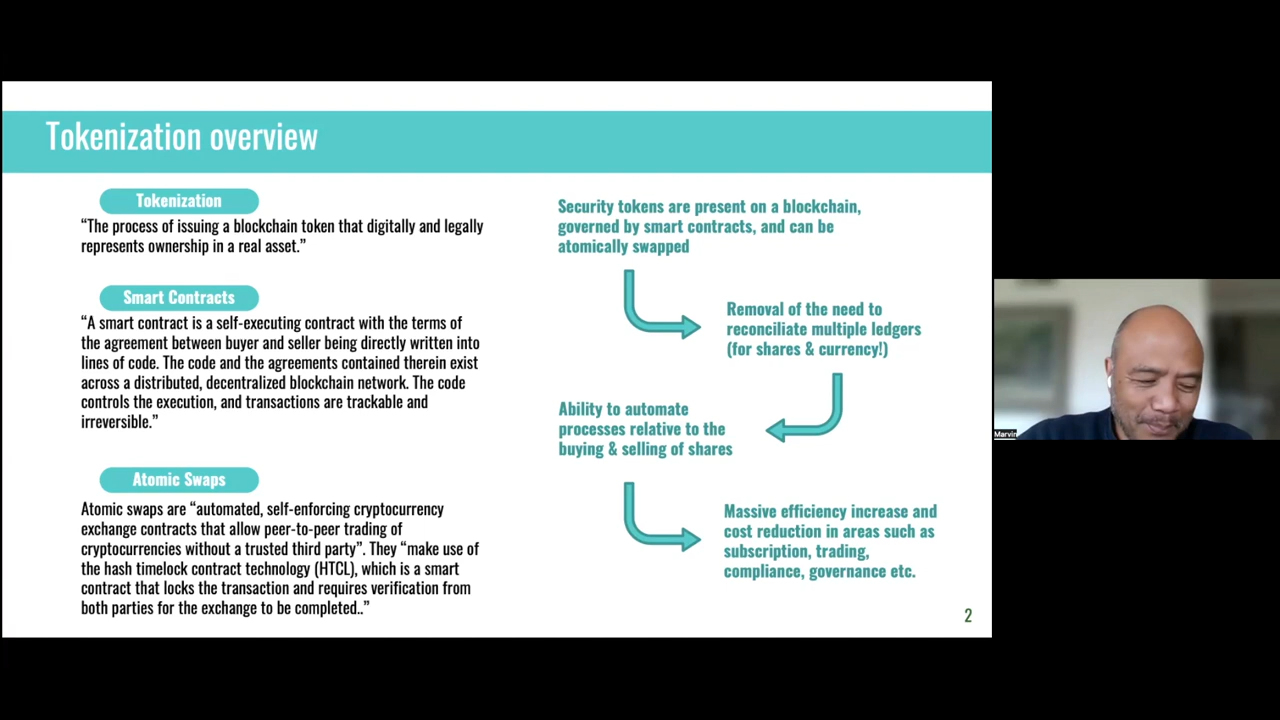 Tokenization overview
Tokenization
“The process of issuing a blockchain token that digitally and legally
represents ownership in a real asset.”
Smart Contracts
“A smart contract is a self-executing contract with the terms of
the agreement between buyer and seller being directly written into
lines of code. The code and the agreements contained therein exist
across a distributed, decentralized blockchain network. The code
controls the execution, and transactions are trackable and
irreversible.”
Atomic Swaps
Atomic swaps are “automated, self-enforcing cryptocurrency
exchange contracts that allow peer-to-peer trading of
cryptocurrencies without a trusted third party”. They “make use of
the hash timelock contract technology (HTCL), which is a smart
contract that locks the transaction and requires verification from
both parties for the exchange to be completed..”
Security tokens are present on a blockchain,
governed by smart contracts, and can be
atomically swapped
Removal of the need to
reconciliate multiple ledgers
(for shares & currency!)
Ability to automate
processes relative to the
buying & selling of shares
Massive efficiency increase and
cost reduction in areas such as
subscription, trading,
compliance, governance etc.
2
Marvin